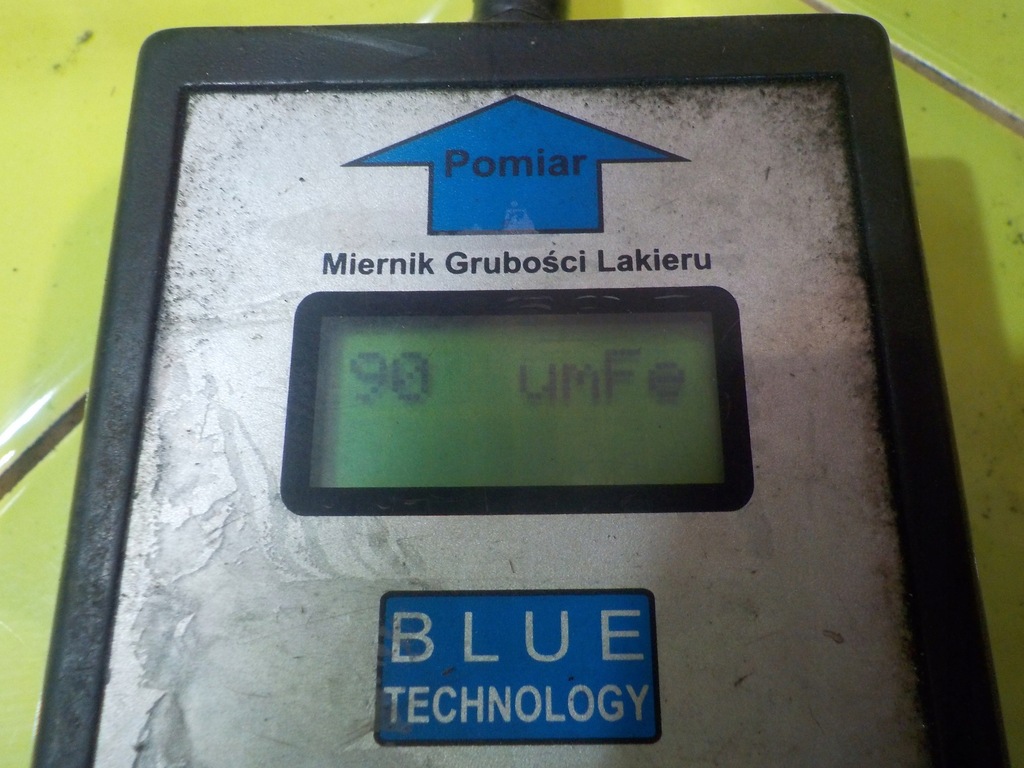 Pomiar
Miernik Grubości Lakieru
90 umFe
BLUE
TECHNOLOGY